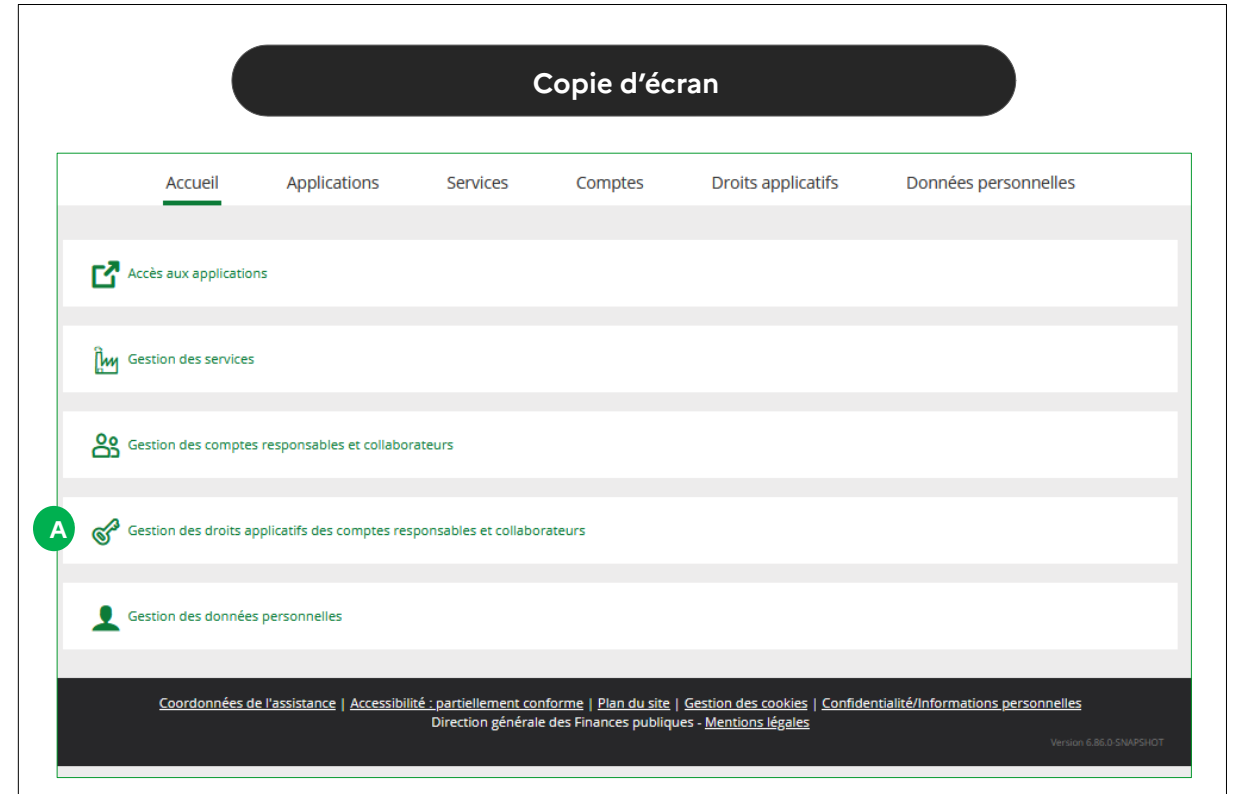 Copie d'écran
Accueil Applications Services Comptes Droits applicatifs Données personnelles
Accès aux applications
Gestion des services
Gestion des comptes responsables et collaborateurs
A Gestion des droits applicatifs des comptes responsables et collaborateurs
Gestion des données personnelles
Coordonnées de l'assistance | Accessibilité : partiellement conforme | Plan du site | Gestion des cookies | Confidentialité/Informations personnelles
Direction générale des Finances publiques - Mentions légales
Version 6.86.0-SNAPSHOT